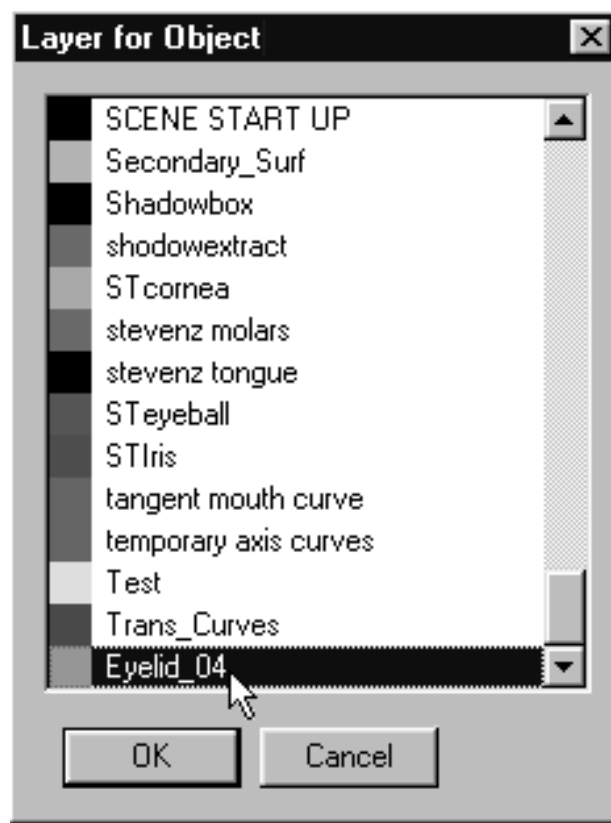 Layer for Object
SCENE START UP
Secondary_Surf
Shadowbox
shodowextract
STcornea
stevenz molars
stevenz tongue
STeyeball
STIris
tangent mouth curve
temporary axis curves
Test
Trans_Curves
Eyelid_04
OK
Cancel